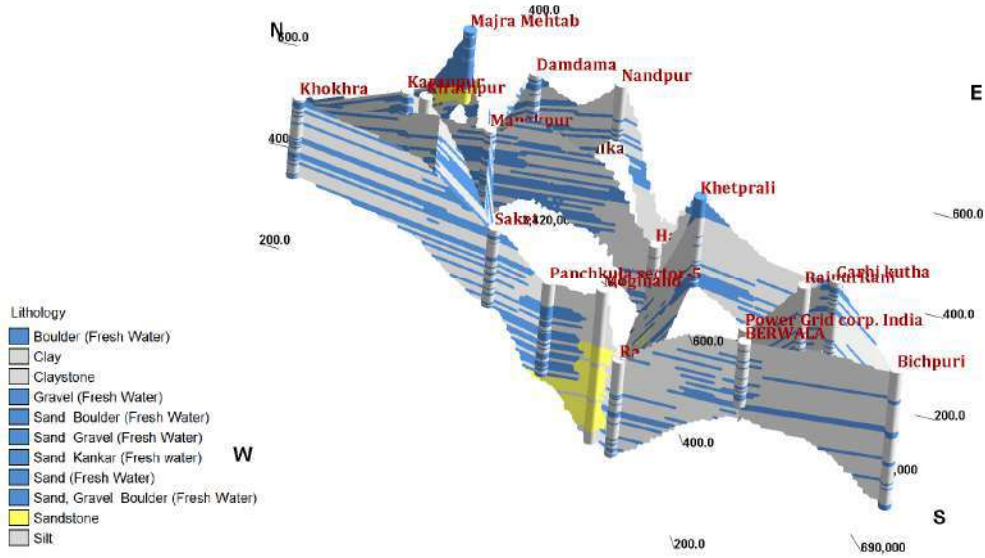 400.0
N
Majra Mehtab
600.0
Damdama
Nandpur
Khokhra
E
400.0
Khetprali
600.0
200.0
Panchkula sector-5
Garhi kutha
Lithology
400.0
Power Grid corp. India
Boulder (Fresh Water)
600.0
BERWALA
Clay
Bichpuri
Claystone
Gravel (Fresh Water)
Sand Boulder (Fresh Water)
200.0
Sand Gravel (Fresh Water)
400.0
Sand Kankar (Fresh water)
W
Sand (Fresh Water)
,000
Sand, Gravel Boulder (Fresh Water)
Sandstone
S
Silt
200.0
690,000